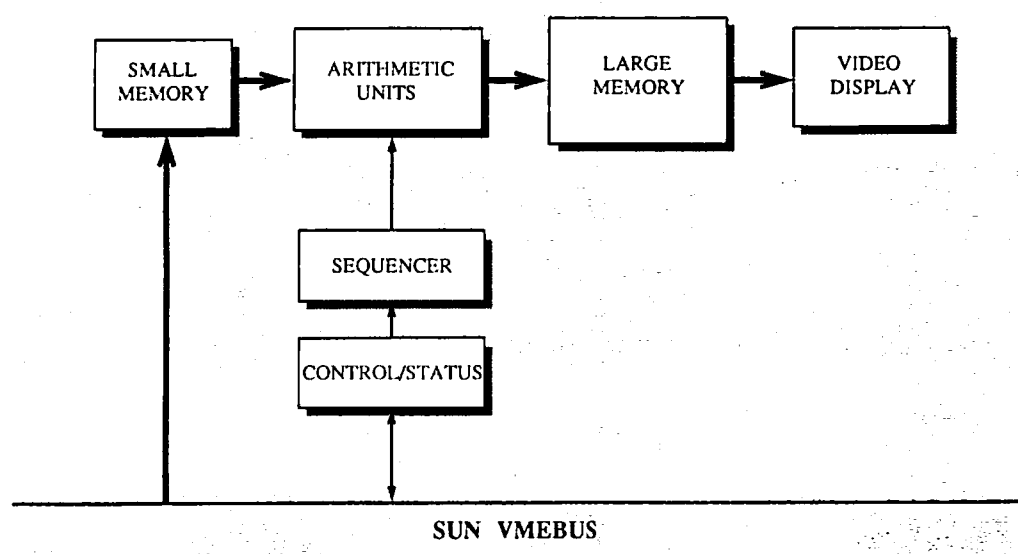 SMALL
MEMORY
ARITHMETIC
UNITS
LARGE
MEMORY
VIDEO
DISPLAY
SEQUENCER
CONTROL/STATUS
SUN VMEBUS